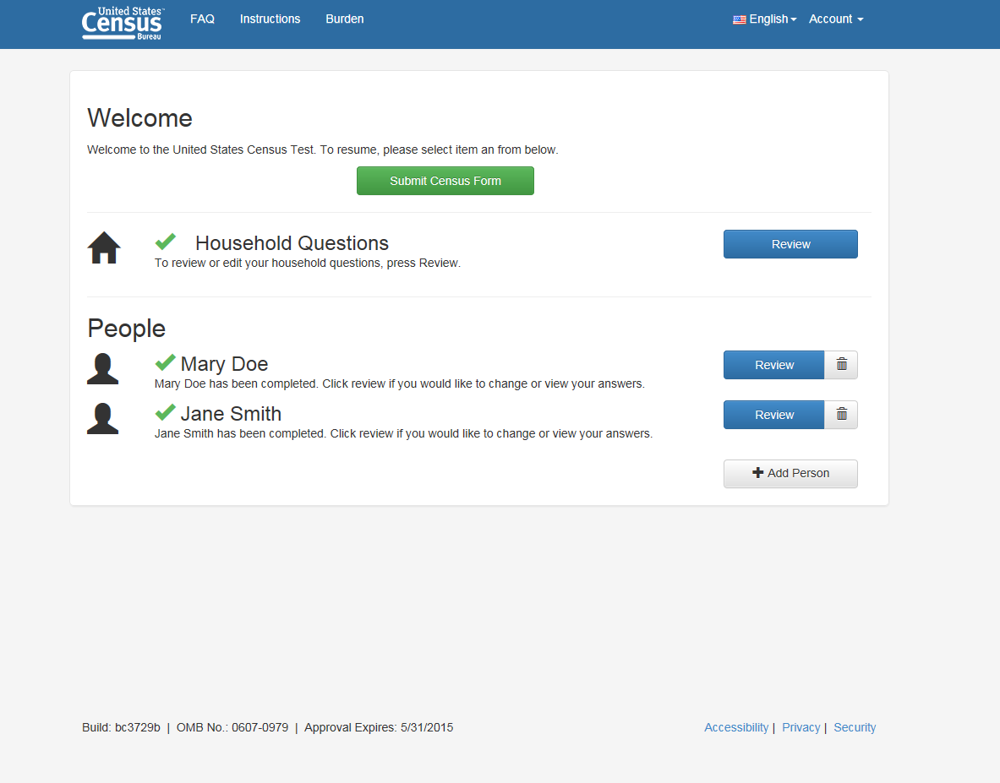 United States™
Census
Bureau
FAQ Instructions Burden English Account
Welcome
Welcome to the United States Census Test. To resume, please select item an from below.
Submit Census Form
Household Questions Review
To review or edit your household questions, press Review.
People
Mary Doe Review
Mary Doe has been completed. Click review if you would like to change or view your answers.
Jane Smith Review
Jane Smith has been completed. Click review if you would like to change or view your answers.
Add Person
Build: bc3729b | OMB No.: 0607-0979 | Approval Expires: 5/31/2015 Accessibility | Privacy | Security